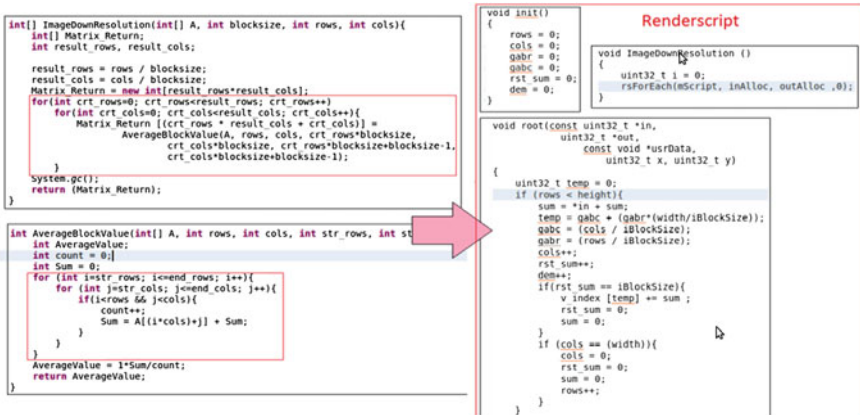 int[] ImageDownResolution(int[] A, int blocksize, int rows, int cols){
int[] Matrix_Return;
int result_rows, result_cols;
result_rows = rows / blocksize;
result_cols = cols / blocksize;
Matrix_Return = new int[result_rows*result_cols];
for(int crt_rows=0; crt_rows<result_rows; crt_rows++)
for(int crt_cols=0; crt_cols<result_cols; crt_cols++){
Matrix_Return [(crt_rows * result_cols + crt_cols)] =
AverageBlockValue(A, rows, cols, crt_rows*blocksize,
crt_cols*blocksize, crt_rows*blocksize+blocksize-1,
crt_cols*blocksize+blocksize-1);
}
System.gc();
return (Matrix_Return);
}
int AverageBlockValue(int[] A, int rows, int cols, int str_rows, int st
int AverageValue;
int count = 0;
int Sum = 0;
for (int i=str_rows; i<=end_rows; i++){
for (int j=str_cols; j<=end_cols; j++){
if(i<rows && j<cols){
count++;
Sum = A[(i*cols)+j] + Sum;
}
}
}
AverageValue = 1*Sum/count;
return AverageValue;
}
Renderscript
void init()
{
rows = 0;
cols = 0;
gabr = 0;
gabc = 0;
rst_sum = 0;
dem = 0;
}
void ImageDownResolution ()
{
uint32_t i = 0;
rsForEach(mScript, inAlloc, outAlloc ,0);
}
void root(const uint32_t *in,
uint32_t *out,
const void *usrData,
uint32_t x, uint32_t y)
{
uint32_t temp = 0;
if (rows < height){
sum = *in + sum;
temp = gabc + (gabr*(width/iBlockSize));
gabc = (cols / iBlockSize);
gabr = (rows / iBlockSize);
cols++;
rst_sum++;
dem++;
if(rst_sum == iBlockSize){
v_index [temp] += sum ;
rst_sum = 0;
sum = 0;
}
if (cols == (width)){
cols = 0;
rst_sum = 0;
sum = 0;
rows++;
}
}